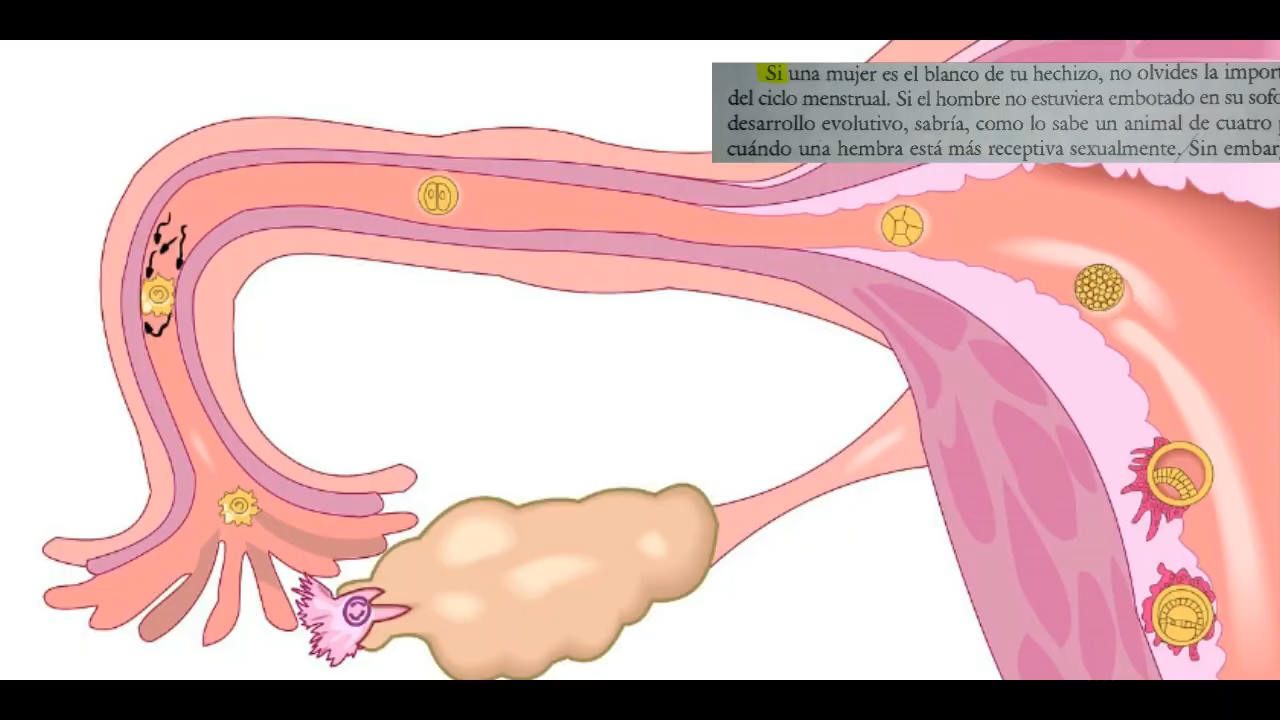 Si una mujer es el blanco de tu hechizo, no olvides la impor
del ciclo menstrual. Si el hombre no estuviera embotado en su sofo
desarrollo evolutivo, sabría, como lo sabe un animal de cuatro
cuándo una hembra está más receptiva sexualmente. Sin embar